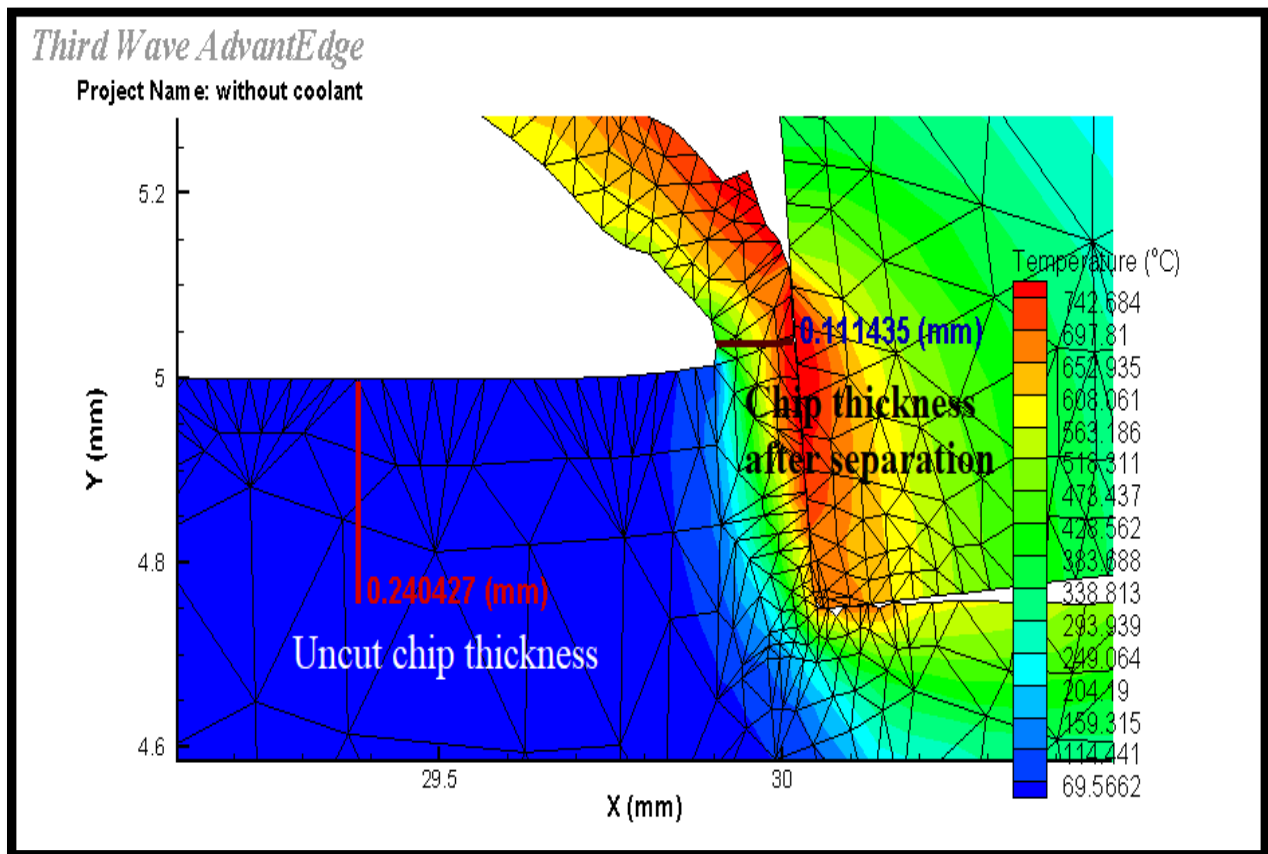 Third Wave AdvantEdge
Project Name: without coolant
5.2
5
4.8
4.6
Y (mm)
29.5
30
X (mm)
0.111435 (mm)
Chip thickness
after separation
0.240427 (mm)
Uncut chip thickness
Temperature (°C)
742.684
697.81
652.935
608.061
563.186
518.311
473.437
428.562
383.688
338.813
293.939
249.064
204.19
159.315
114.441
69.5662